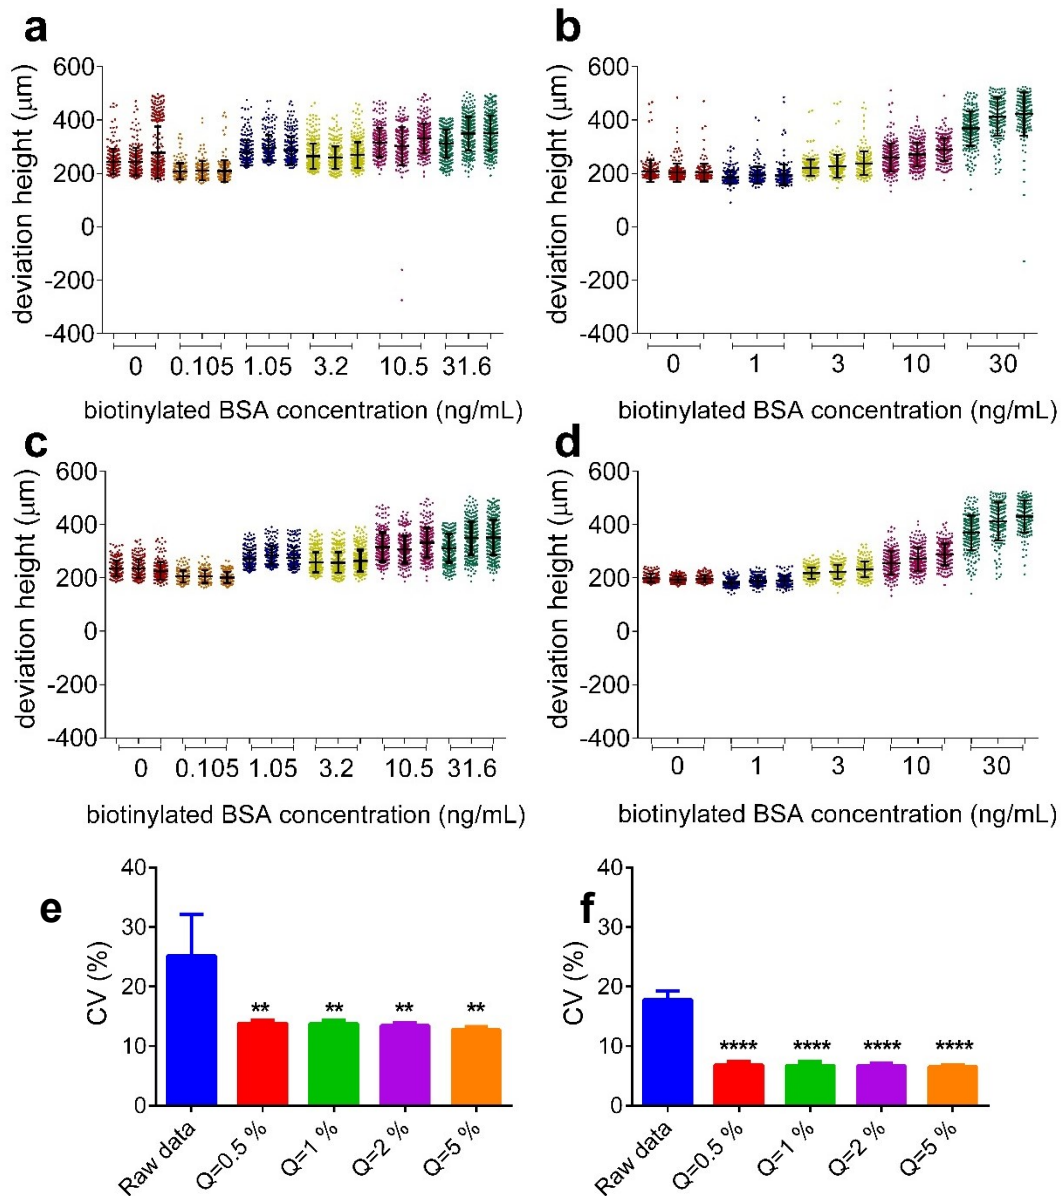 a
deviation height (μm)
600
400
200
0
-200
-400
0 0.105 1.05 3.2 10.5 31.6
biotinylated BSA concentration (ng/mL)
b
deviation height (μm)
600
400
200
0
-200
-400
0 1 3 10 30
biotinylated BSA concentration (ng/mL)
c
deviation height (μm)
600
400
200
0
-200
-400
0 0.105 1.05 3.2 10.5 31.6
biotinylated BSA concentration (ng/mL)
d
deviation height (μm)
600
400
200
0
-200
-400
0 1 3 10 30
biotinylated BSA concentration (ng/mL)
e
CV (%)
40
30
20
10
0
** ** ** **
Raw data
Q=0.5 %
Q=1 %
Q=2 %
Q=5 %
f
CV (%)
40
30
20
10
0
**** **** **** ****
Raw data
Q=0.5 %
Q=1 %
Q=2 %
Q=5 %